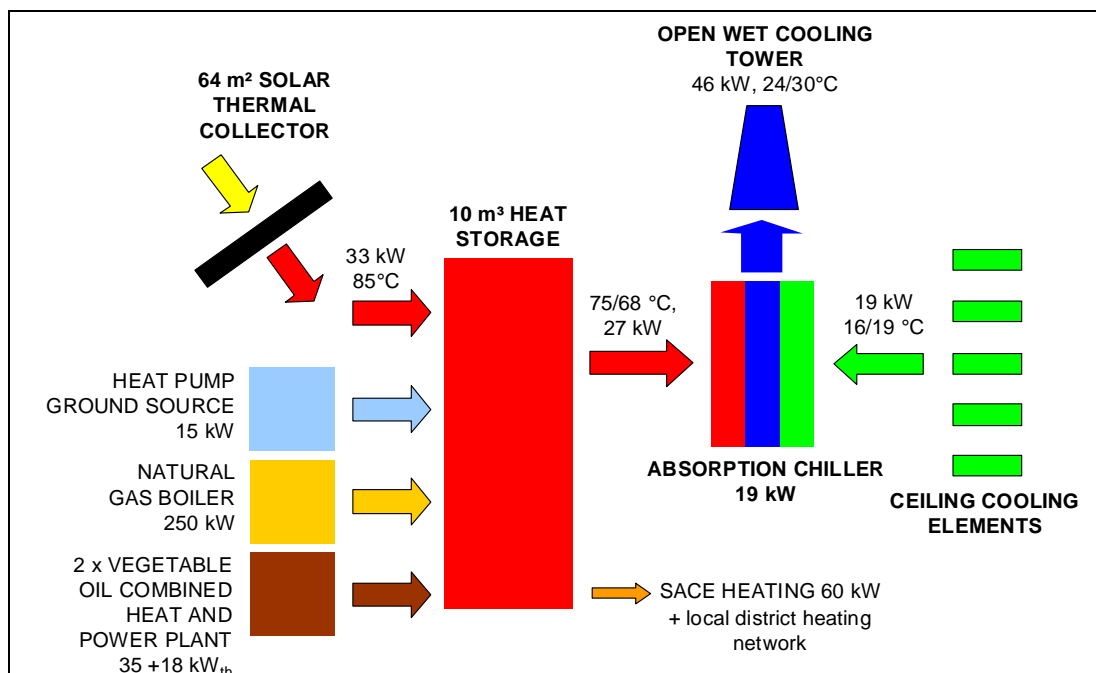 OPEN WET COOLING
TOWER
46 kW, 24/30°C
64 m² SOLAR
THERMAL
COLLECTOR
10 m³ HEAT
STORAGE
33 kW
85°C
75/68 °C,
27 kW
19 kW
16/19 °C
HEAT PUMP
GROUND SOURCE
15 kW
NATURAL
GAS BOILER
250 kW
ABSORPTION CHILLER
19 kW
CEILING COOLING
ELEMENTS
2 x VEGETABLE
OIL COMBINED
HEAT AND
POWER PLANT
35 +18 kWth
SACE HEATING 60 kW
+ local district heating
network